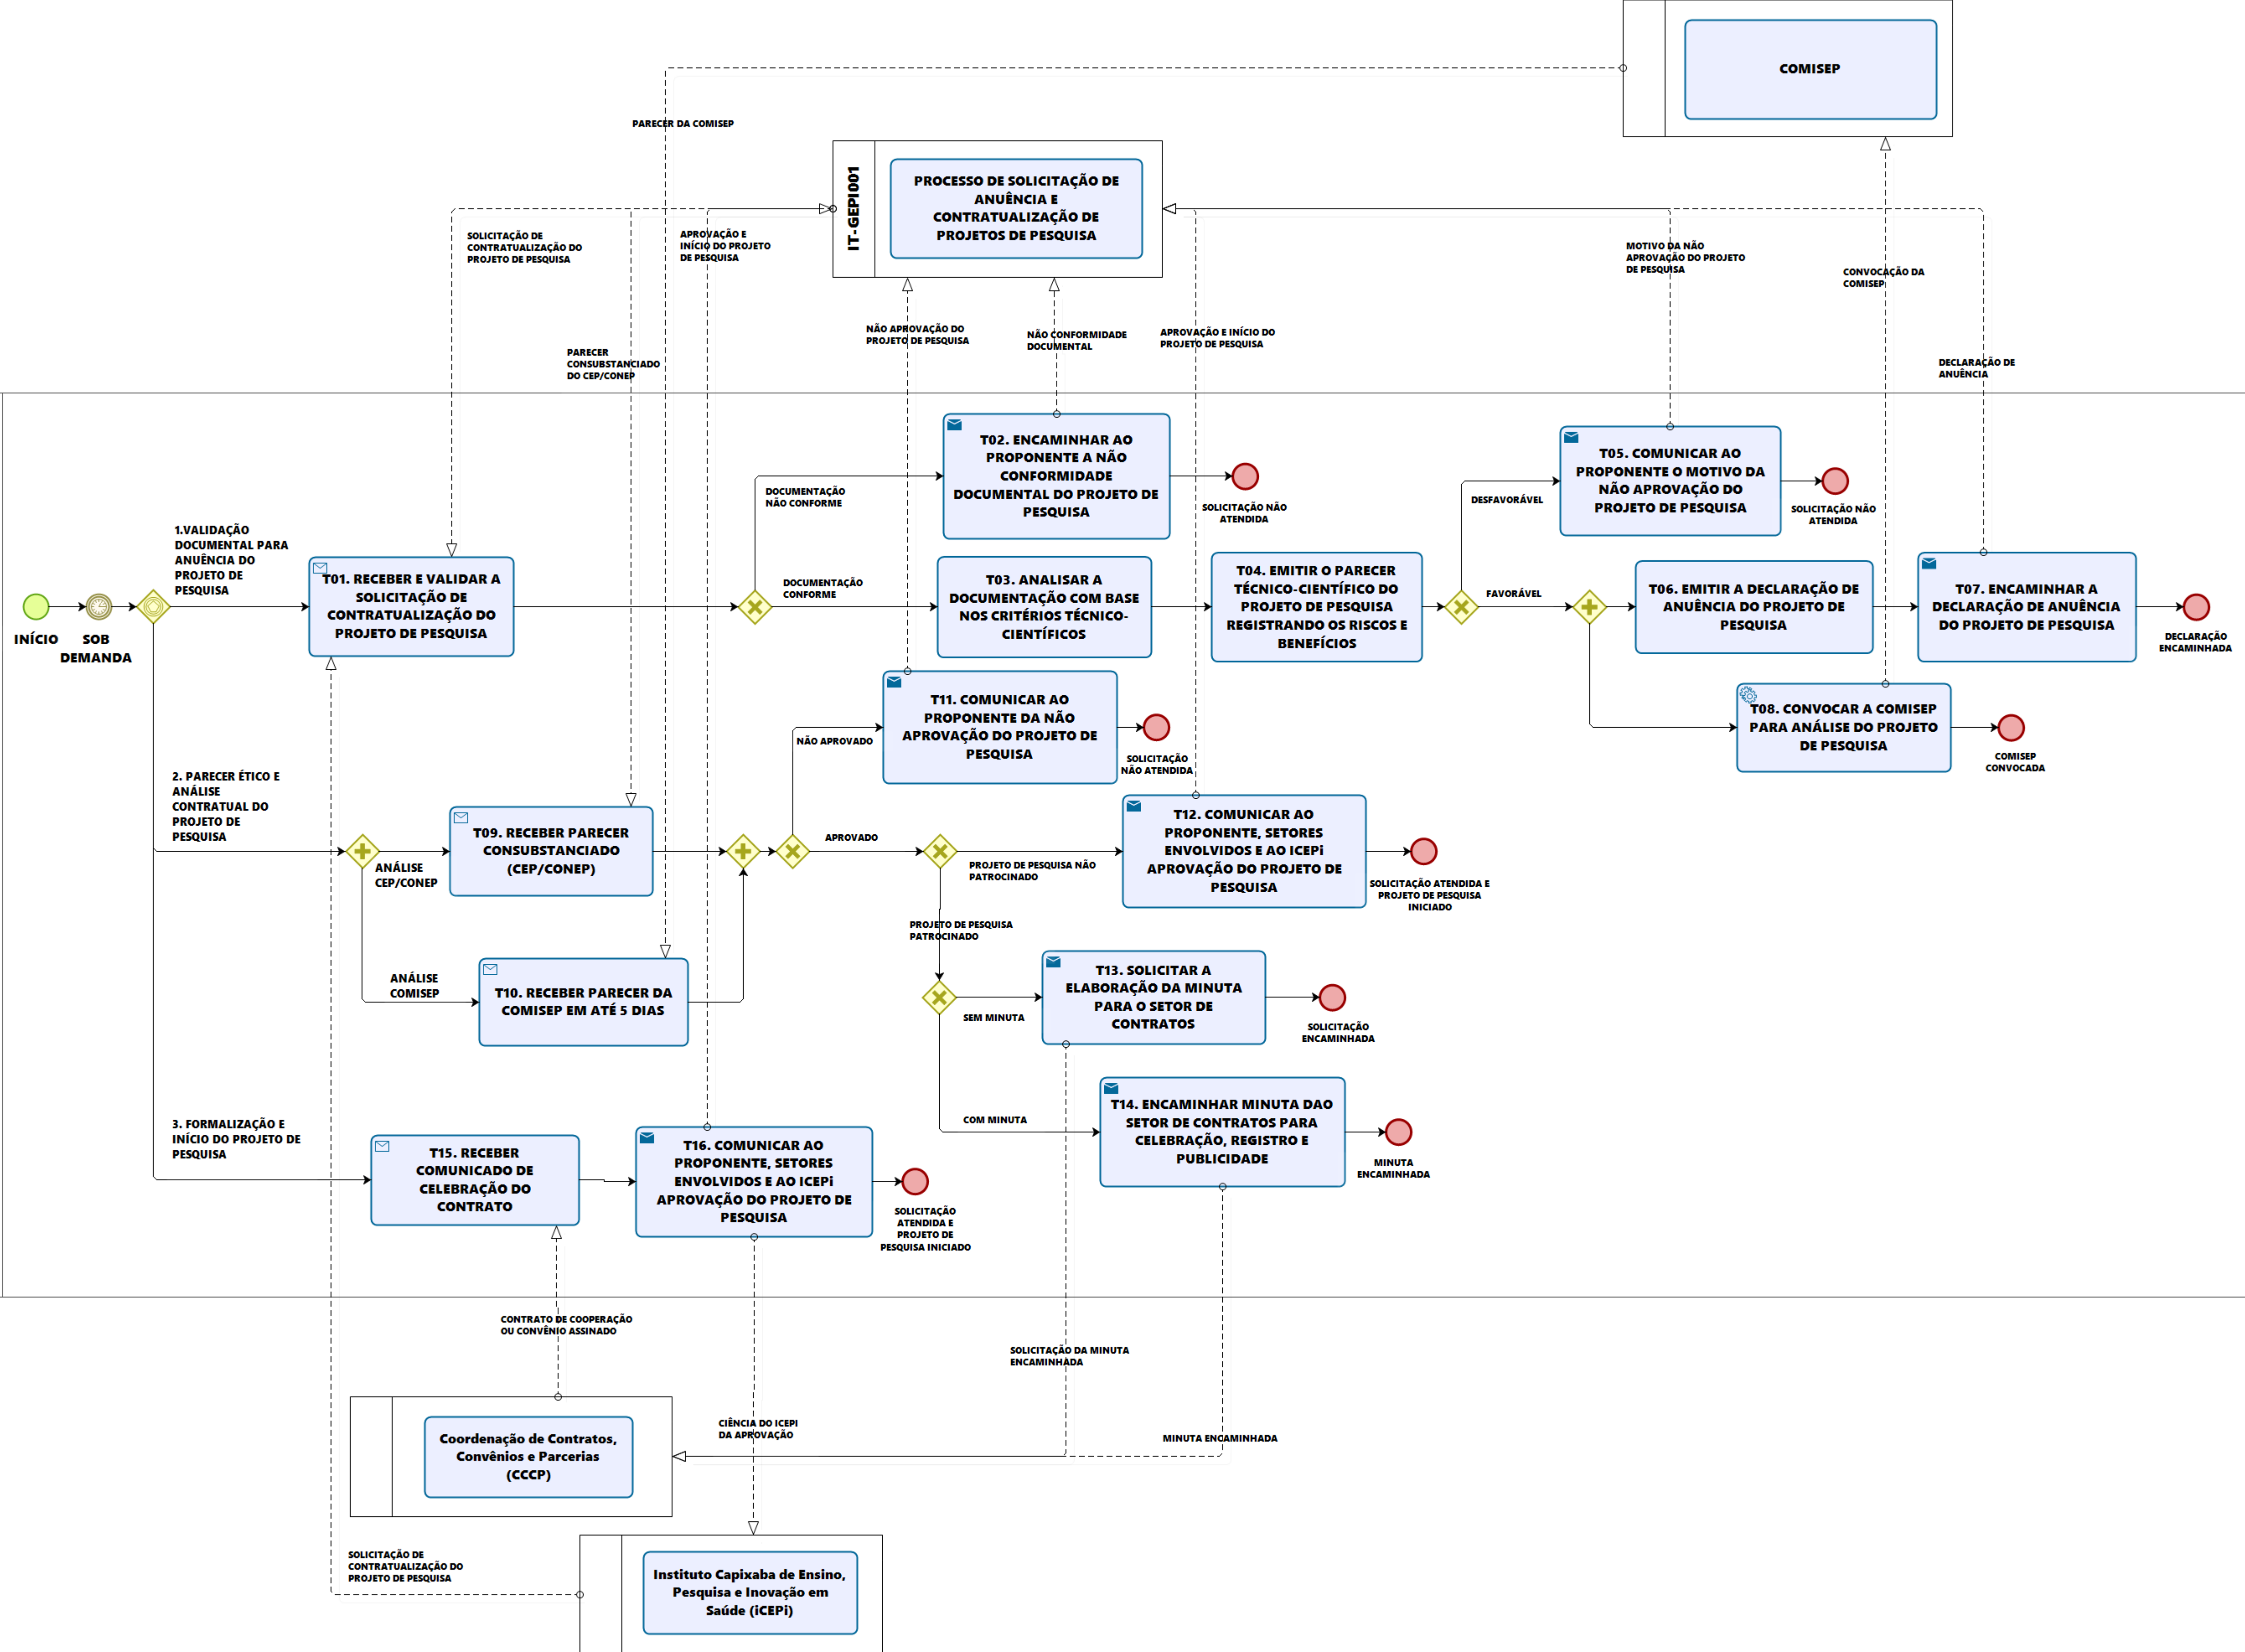 COMISEP
PARECER DA COMISEP
IT-GEPI001
PROCESSO DE SOLICITAÇÃO DE
ANUÊNCIA E
CONTRATUALIZAÇÃO DE
PROJETOS DE PESQUISA
SOLICITAÇÃO DE
CONTRATUALIZAÇÃO DO
PROJETO DE PESQUISA
APROVAÇÃO E
INÍCIO DO PROJETO
DE PESQUISA
MOTIVO DA NÃO
APROVAÇÃO DO PROJETO
DE PESQUISA
CONVOCAÇÃO DA
COMISEP
NÃO APROVAÇÃO DO
PROJETO DE PESQUISA
NÃO CONFORMIDADE
DOCUMENTAL
APROVAÇÃO E INÍCIO DO
PROJETO DE PESQUISA
PARECER
CONSUBSTANCIADO
DO CEP/CONEP
DECLARAÇÃO DE
ANUÊNCIA
INÍCIO
SOB
DEMANDA
1.VALIDAÇÃO
DOCUMENTAL PARA
ANUÊNCIA DO
PROJETO DE
PESQUISA
T01. RECEBER E VALIDAR A
SOLICITAÇÃO DE
CONTRATUALIZAÇÃO DO
PROJETO DE PESQUISA
DOCUMENTAÇÃO
NÃO CONFORME
T02. ENCAMINHAR AO
PROPONENTE A NÃO
CONFORMIDADE
DOCUMENTAL DO PROJETO DE
PESQUISA
SOLICITAÇÃO NÃO
ATENDIDA
DOCUMENTAÇÃO
CONFORME
T03. ANALISAR A
DOCUMENTAÇÃO COM BASE
NOS CRITÉRIOS TÉCNICO-
CIENTÍFICOS
T04. EMITIR O PARECER
TÉCNICO-CIENTÍFICO DO
PROJETO DE PESQUISA
REGISTRANDO OS RISCOS E
BENEFÍCIOS
DESFAVORÁVEL
T05. COMUNICAR AO
PROPONENTE O MOTIVO DA
NÃO APROVAÇÃO DO
PROJETO DE PESQUISA
SOLICITAÇÃO NÃO
ATENDIDA
FAVORÁVEL
T06. EMITIR A DECLARAÇÃO DE
ANUÊNCIA DO PROJETO DE
PESQUISA
T07. ENCAMINHAR A
DECLARAÇÃO DE ANUÊNCIA
DO PROJETO DE PESQUISA
DECLARAÇÃO
ENCAMINHADA
T08. CONVOCAR A COMISEP
PARA ANÁLISE DO PROJETO
DE PESQUISA
COMISEP
CONVOCADA
2. PARECER ÉTICO E
ANÁLISE
CONTRATUAL DO
PROJETO DE
PESQUISA
ANÁLISE
CEP/CONEP
T09. RECEBER PARECER
CONSUBSTANCIADO
(CEP/CONEP)
ANÁLISE
COMISEP
T10. RECEBER PARECER DA
COMISEP EM ATÉ 5 DIAS
NÃO APROVADO
T11. COMUNICAR AO
PROPONENTE DA NÃO
APROVAÇÃO DO PROJETO DE
PESQUISA
SOLICITAÇÃO
NÃO ATENDIDA
APROVADO
PROJETO DE PESQUISA NÃO
PATROCINADO
T12. COMUNICAR AO
PROPONENTE, SETORES
ENVOLVIDOS E AO ICEPi
APROVAÇÃO DO PROJETO DE
PESQUISA
SOLICITAÇÃO ATENDIDA E
PROJETO DE PESQUISA
INICIADO
PROJETO DE PESQUISA
PATROCINADO
SEM MINUTA
T13. SOLICITAR A
ELABORAÇÃO DA MINUTA
PARA O SETOR DE
CONTRATOS
SOLICITAÇÃO
ENCAMINHADA
COM MINUTA
T14. ENCAMINHAR MINUTA DAO
SETOR DE CONTRATOS PARA
CELEBRAÇÃO, REGISTRO E
PUBLICIDADE
MINUTA
ENCAMINHADA
3. FORMALIZAÇÃO E
INÍCIO DO PROJETO DE
PESQUISA
T15. RECEBER
COMUNICADO DE
CELEBRAÇÃO DO
CONTRATO
T16. COMUNICAR AO
PROPONENTE, SETORES
ENVOLVIDOS E AO ICEPi
APROVAÇÃO DO PROJETO DE
PESQUISA
SOLICITAÇÃO
ATENDIDA E
PROJETO DE
PESQUISA INICIADO
CONTRATO DE COOPERAÇÃO
OU CONVÊNIO ASSINADO
SOLICITAÇÃO DA MINUTA
ENCAMINHADA
CIÊNCIA DO ICEPI
DA APROVAÇÃO
MINUTA ENCAMINHADA
Coordenação de Contratos,
Convênios e Parcerias
(CCCP)
SOLICITAÇÃO DE
CONTRATUALIZAÇÃO DO
PROJETO DE PESQUISA
Instituto Capixaba de Ensino,
Pesquisa e Inovação em
Saúde (iCEPi)